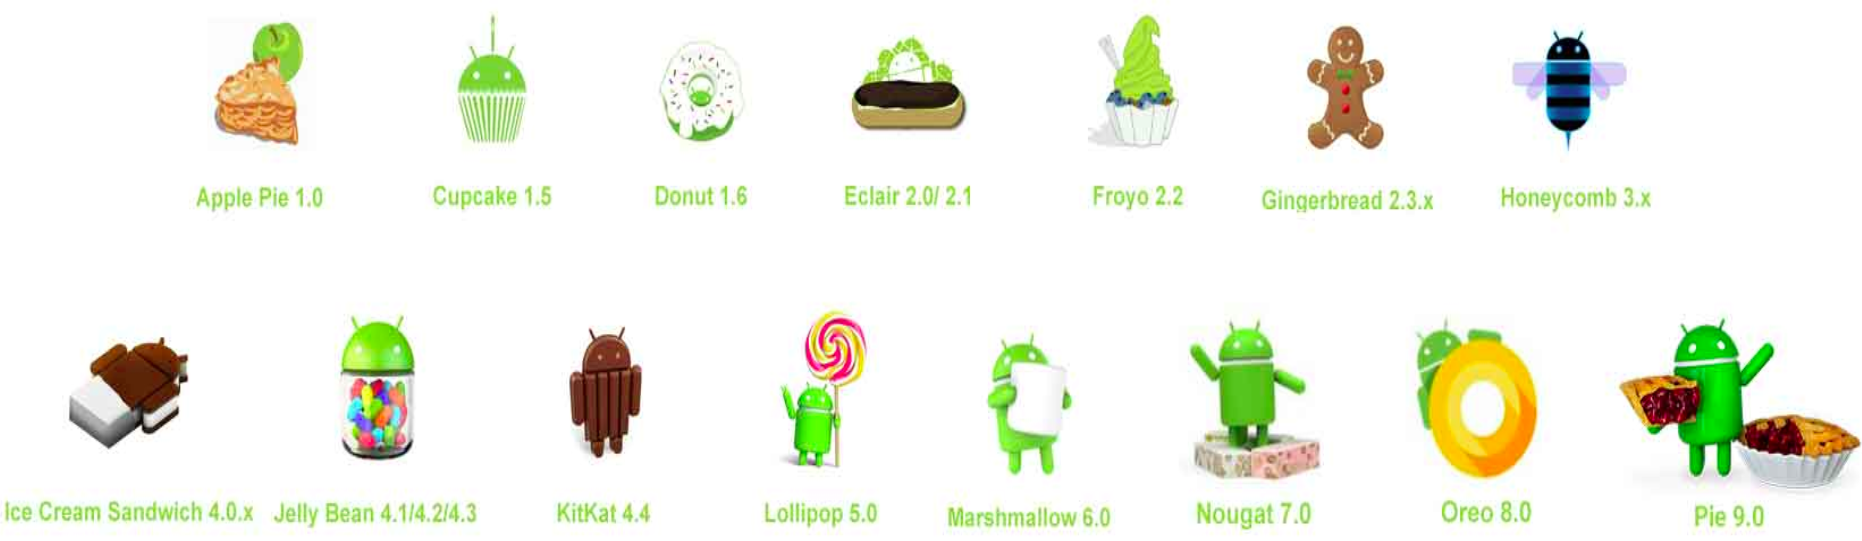 Apple Pie 1.0
Cupcake 1.5
Donut 1.6
Eclair 2.0/ 2.1
Froyo 2.2
Gingerbread 2.3.x
Honeycomb 3.x
Ice Cream Sandwich 4.0.x
Jelly Bean 4.1/4.2/4.3
KitKat 4.4
Lollipop 5.0
Marshmallow 6.0
Nougat 7.0
Oreo 8.0
Pie 9.0